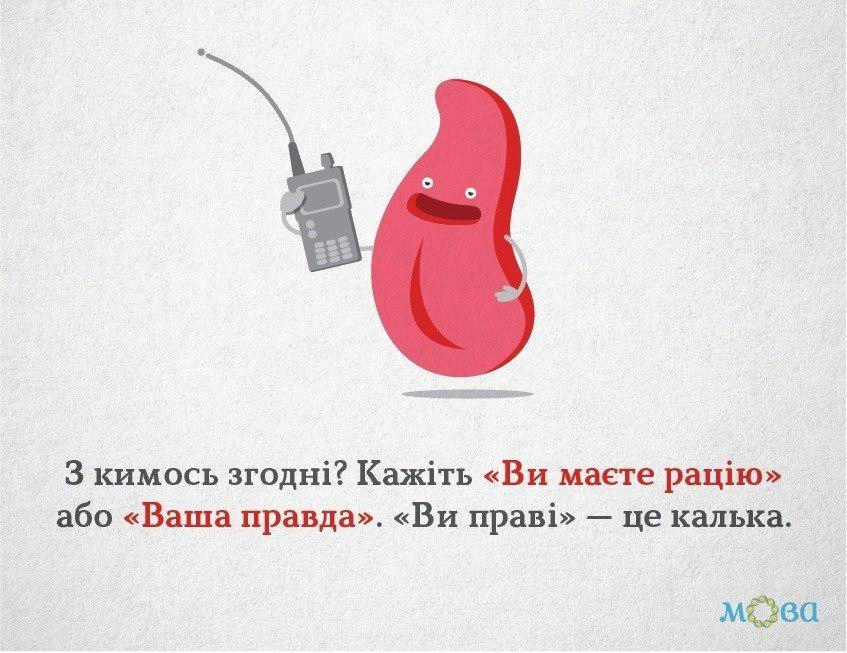 З кимось згодні? Кажіть «Ви маєте рацію»
або «Ваша правда». «Ви праві» — це калька.
мОва